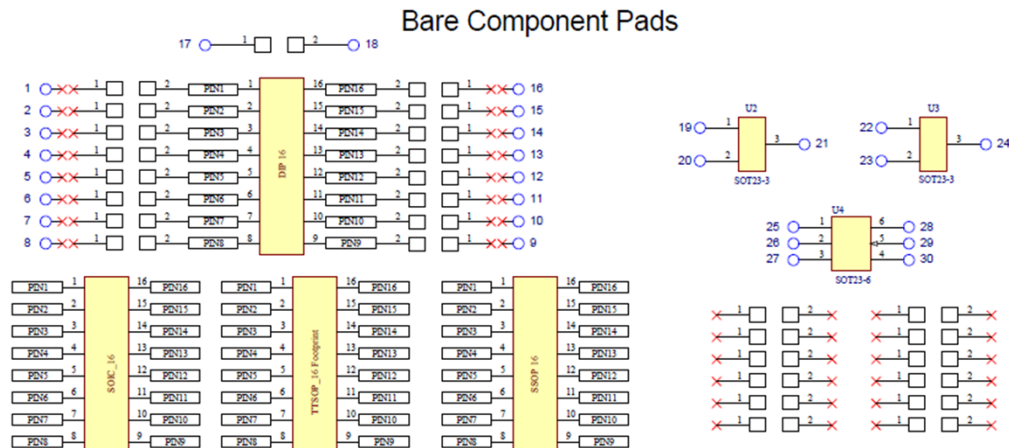 Bare Component Pads
17 1 2 18
1 1 2 PIN1 1 16 PIN16 2 1 16
2 1 2 PIN2 2 15 PIN15 2 1 15
3 1 2 PIN3 3 14 PIN14 2 1 14
4 1 2 PIN4 4 13 PIN13 2 1 13
5 1 2 PIN5 5 12 PIN12 2 1 12
6 1 2 PIN6 6 11 PIN11 2 1 11
7 1 2 PIN7 7 10 PIN10 2 1 10
8 1 2 PIN8 8 9 PIN9 2 1 9
DIP 16
U2
19 1
3 21
20 2
SOT23-3
U3
22 1
3 24
23 2
SOT23-3
U4
25 1 6 28
26 2 5 29
27 3 4 30
SOT23-6
PIN1 1 16 PIN16
PIN2 2 15 PIN15
PIN3 3 14 PIN14
PIN4 4 13 PIN13
PIN5 5 12 PIN12
PIN6 6 11 PIN11
PIN7 7 10 PIN10
PIN8 8 9 PIN9
SOIC_16
PIN1 1 16 PIN16
PIN2 2 15 PIN15
PIN3 3 14 PIN14
PIN4 4 13 PIN13
PIN5 5 12 PIN12
PIN6 6 11 PIN11
PIN7 7 10 PIN10
PIN8 8 9 PIN9
TTSOP_16 Footprint
PIN1 1 16 PIN16
PIN2 2 15 PIN15
PIN3 3 14 PIN14
PIN4 4 13 PIN13
PIN5 5 12 PIN12
PIN6 6 11 PIN11
PIN7 7 10 PIN10
PIN8 8 9 PIN9
SSOP 16
1 2 1 2
1 2 1 2
1 2 1 2
1 2 1 2
1 2 1 2
1 2 1 2